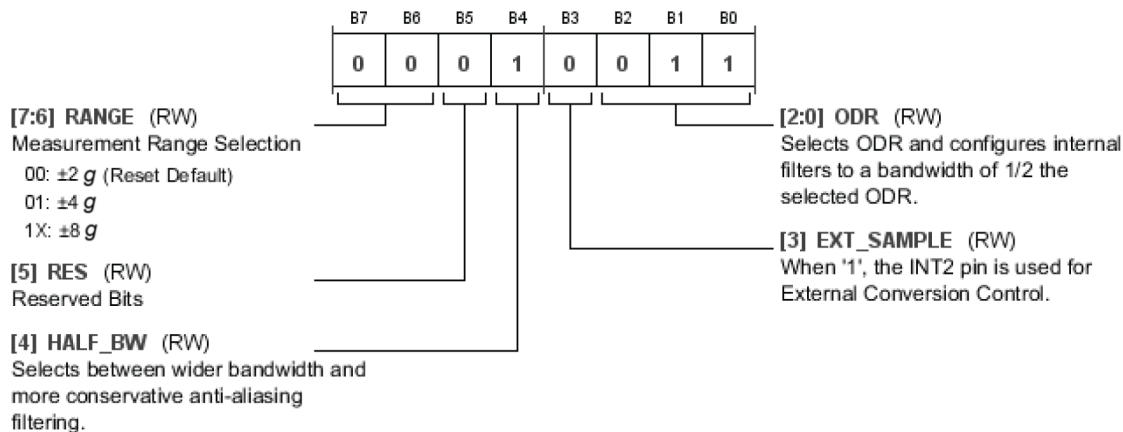 B7 B6 B5 B4 B3 B2 B1 B0
0 0 0 1 0 0 1 1
[7:6] RANGE (RW)
Measurement Range Selection
00: ±2 g (Reset Default)
01: ±4 g
1X: ±8 g
[5] RES (RW)
Reserved Bits
[4] HALF_BW (RW)
Selects between wider bandwidth and
more conservative anti-aliasing
filtering.
[2:0] ODR (RW)
Selects ODR and configures internal
filters to a bandwidth of 1/2 the
selected ODR.
[3] EXT_SAMPLE (RW)
When '1', the INT2 pin is used for
External Conversion Control.